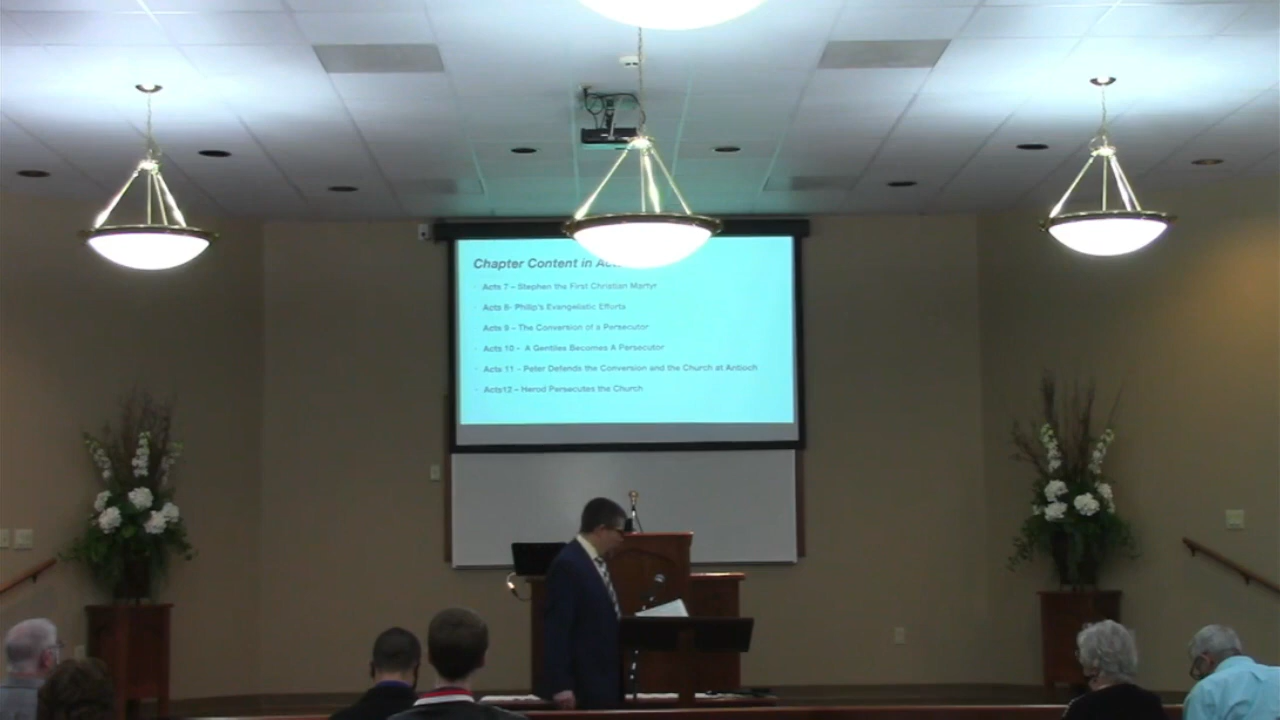 Chapter Content in
Acts 7 – Stephen the First Christian Martyr
Acts 8- Philip's Evangelistic Efforts
Acts 9 – The Conversion of a Persecutor
Acts 10 - A Gentiles Becomes A Persecutor
Acts 11 - Peter Defends the Conversion and the Church at Antioch
Acts12 – Herod Persecutes the Church